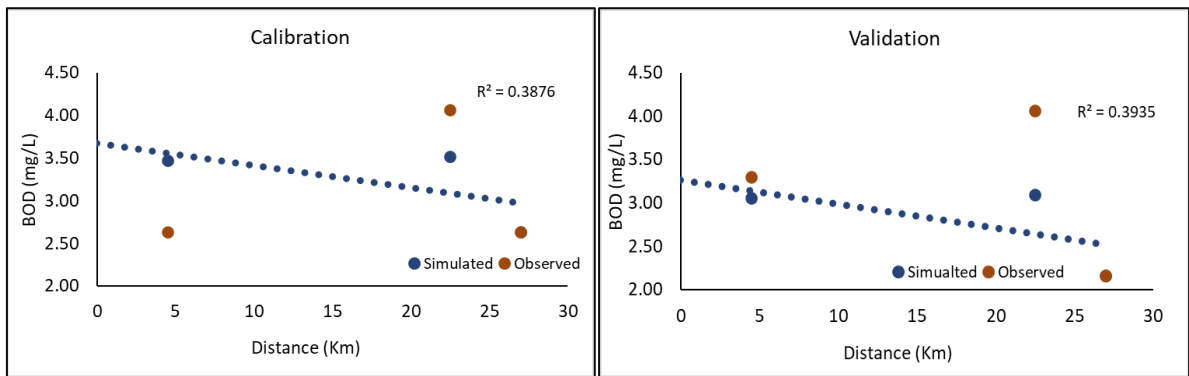 Calibration
4.50
R² = 0.3876
4.00
3.50
3.00
2.50
2.00
BOD (mg/L)
Simulated Observed
0 5 10 15 20 25 30
Distance (Km)
Validation
4.50
R² = 0.3935
4.00
3.50
3.00
2.50
2.00
BOD (mg/L)
Simualted Observed
0 5 10 15 20 25 30
Distance (Km)